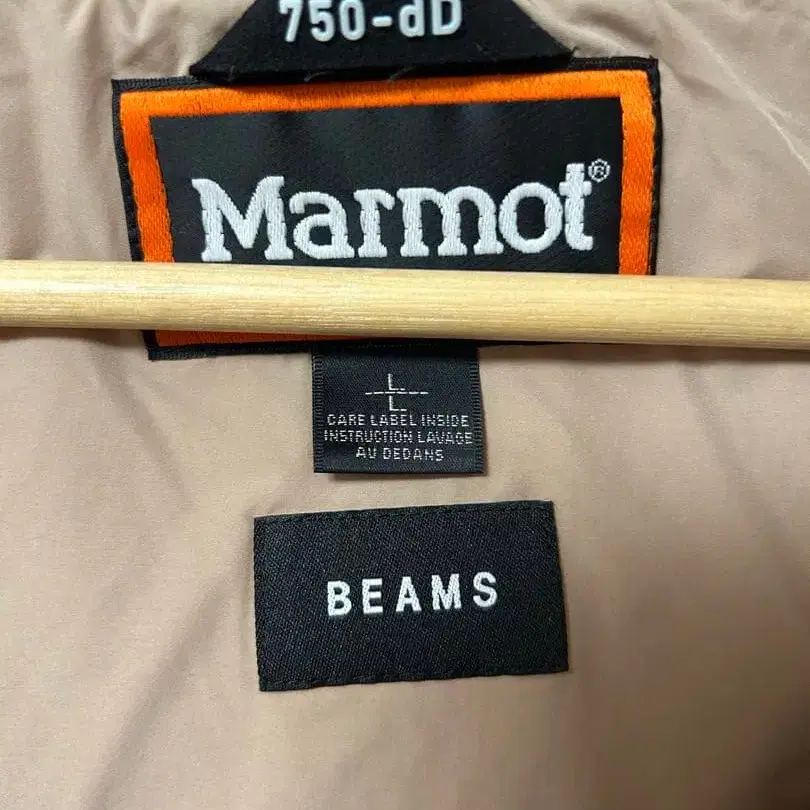 750-dD
Marmot®
L
L
CARE LABEL INSIDE
INSTRUCTION LAVAGE
AU DEDANS
BEAMS